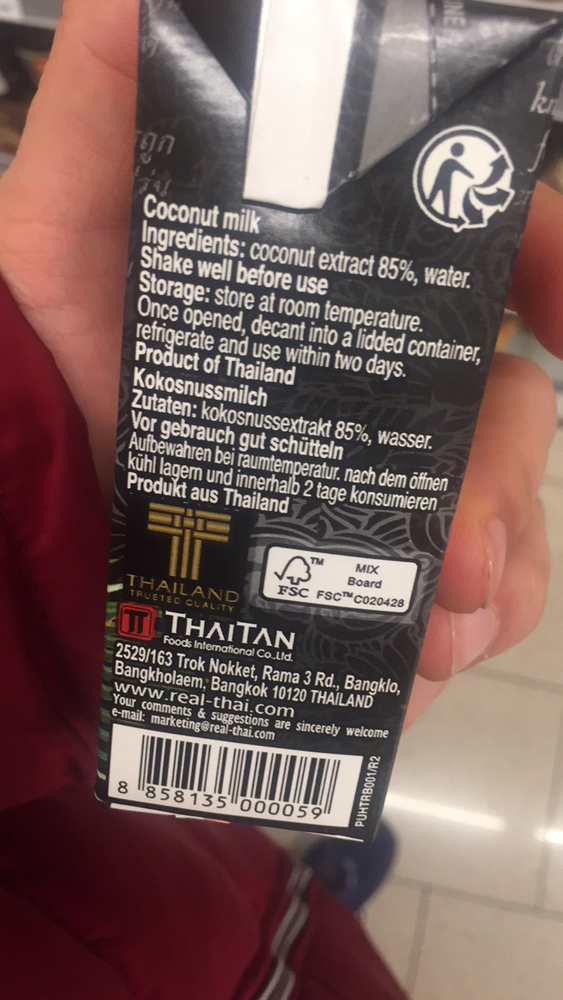 Coconut milk
Ingredients: coconut extract 85%, water.
Shake well before use
Storage: store at room temperature.
Once opened, decant into a lidded container,
refrigerate and use within two days.
Product of Thailand
Kokosnussmilch
Zutaten: kokosnussextrakt 85%, wasser.
Vor gebrauch gut schütteln
Aufbewahren bei raumtemperatur. nach dem öffnen
kühl lagern und innerhalb 2 tage konsumieren
Produkt aus Thailand
THAILAND
TRUSTED QUALITY
FSC™
MIX
Board
FSC™ C020428
THAITAN
Foods International Co.,Ltd.
2529/163 Trok Nokket, Rama 3 Rd., Bangklo,
Bangkholaem, Bangkok 10120 THAILAND
www.real-thai.com
Your comments & suggestions are sincerely welcome
e-mail: marketing@real-thai.com
8 858135 000059
PUHTRB001/R2